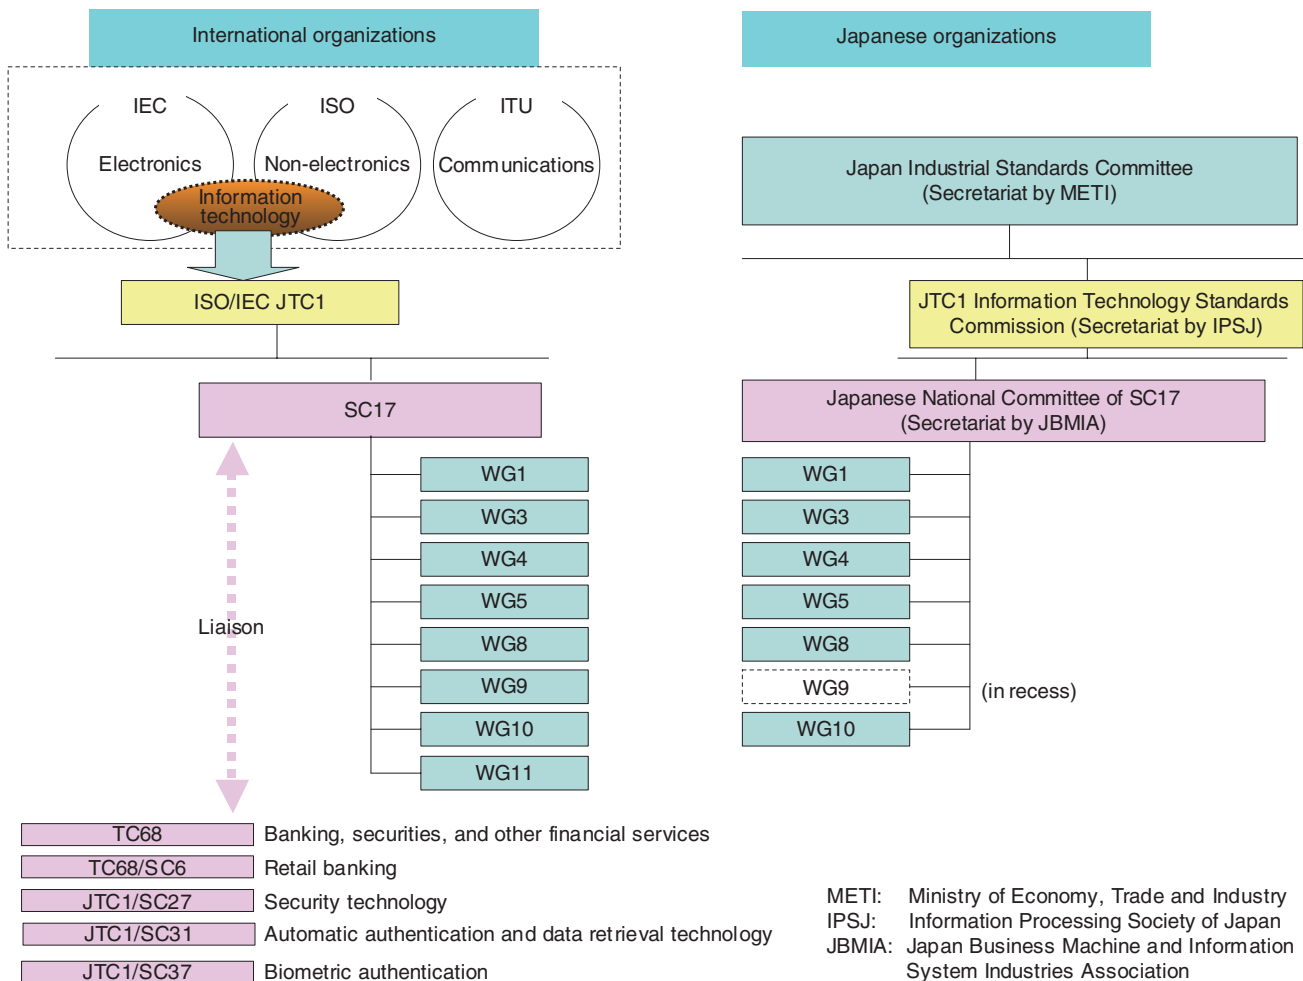 International organizations
Japanese organizations
IEC
ISO
ITU
Electronics
Non-electronics
Communications
Information
technology
ISO/IEC JTC1
SC17
WG1
WG3
WG4
WG5
WG8
WG9
WG10
WG11
Liaison
TC68 Banking, securities, and other financial services
TC68/SC6 Retail banking
JTC1/SC27 Security technology
JTC1/SC31 Automatic authentication and data retrieval technology
JTC1/SC37 Biometric authentication
Japan Industrial Standards Committee
(Secretariat by METI)
JTC1 Information Technology Standards
Commission (Secretariat by IPSJ)
Japanese National Committee of SC17
(Secretariat by JBMIA)
WG1
WG3
WG4
WG5
WG8
WG9 (in recess)
WG10
METI: Ministry of Economy, Trade and Industry
IPSJ: Information Processing Society of Japan
JBMIA: Japan Business Machine and Information
System Industries Association